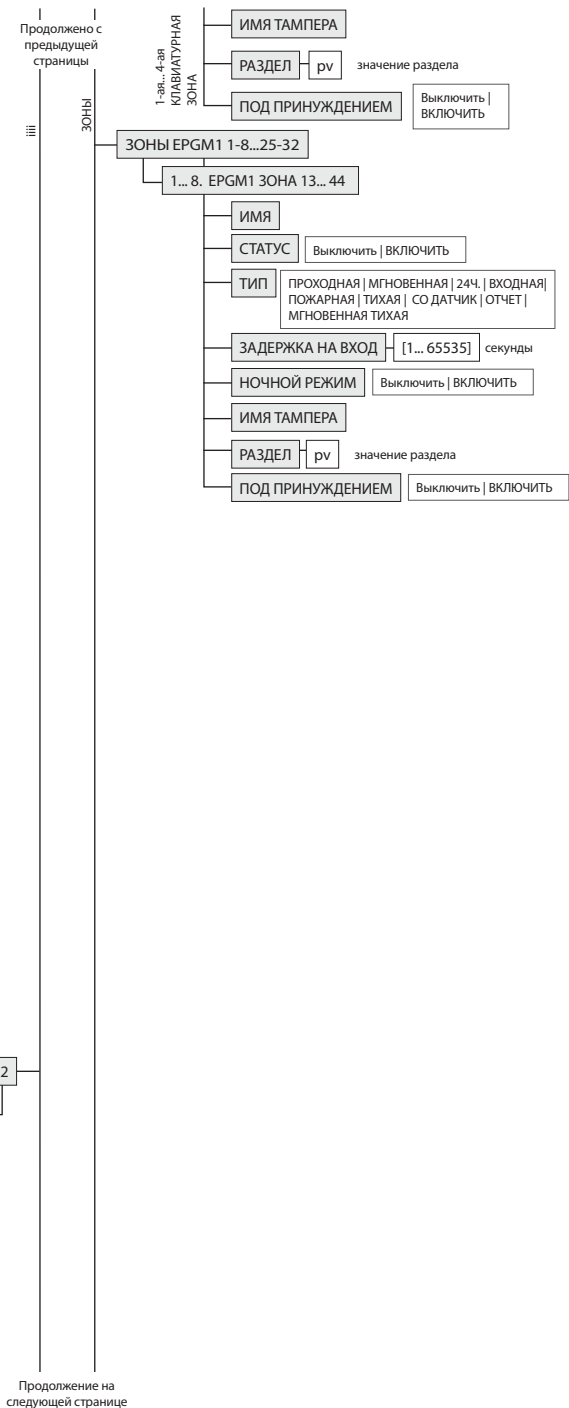 Продолжено с
предыдущей
страницы
iiii
ЗОНЫ
1-ая... 4-ая
КЛАВИАТУРНАЯ
ЗОНА
ИМЯ ТАМПЕРА
РАЗДЕЛ pv значение раздела
ПОД ПРИНУЖДЕНИЕМ Выключить |
ВКЛЮЧИТЬ
ЗОНЫ EPGM1 1-8...25-32
1... 8. EPGM1 ЗОНА 13... 44
ИМЯ
СТАТУС Выключить | ВКЛЮЧИТЬ
ТИП ПРОХОДНАЯ | МГНОВЕННАЯ | 24Ч. | ВХОДНАЯ|
ПОЖАРНАЯ | ТИХАЯ | СО ДАТЧИК | ОТЧЕТ |
МГНОВЕННАЯ ТИХАЯ
ЗАДЕРЖКА НА ВХОД [1... 65535] секунды
НОЧНОЙ РЕЖИМ Выключить | ВКЛЮЧИТЬ
ИМЯ ТАМПЕРА
РАЗДЕЛ pv значение раздела
ПОД ПРИНУЖДЕНИЕМ Выключить | ВКЛЮЧИТЬ
2
Продолжение на
следующей странице